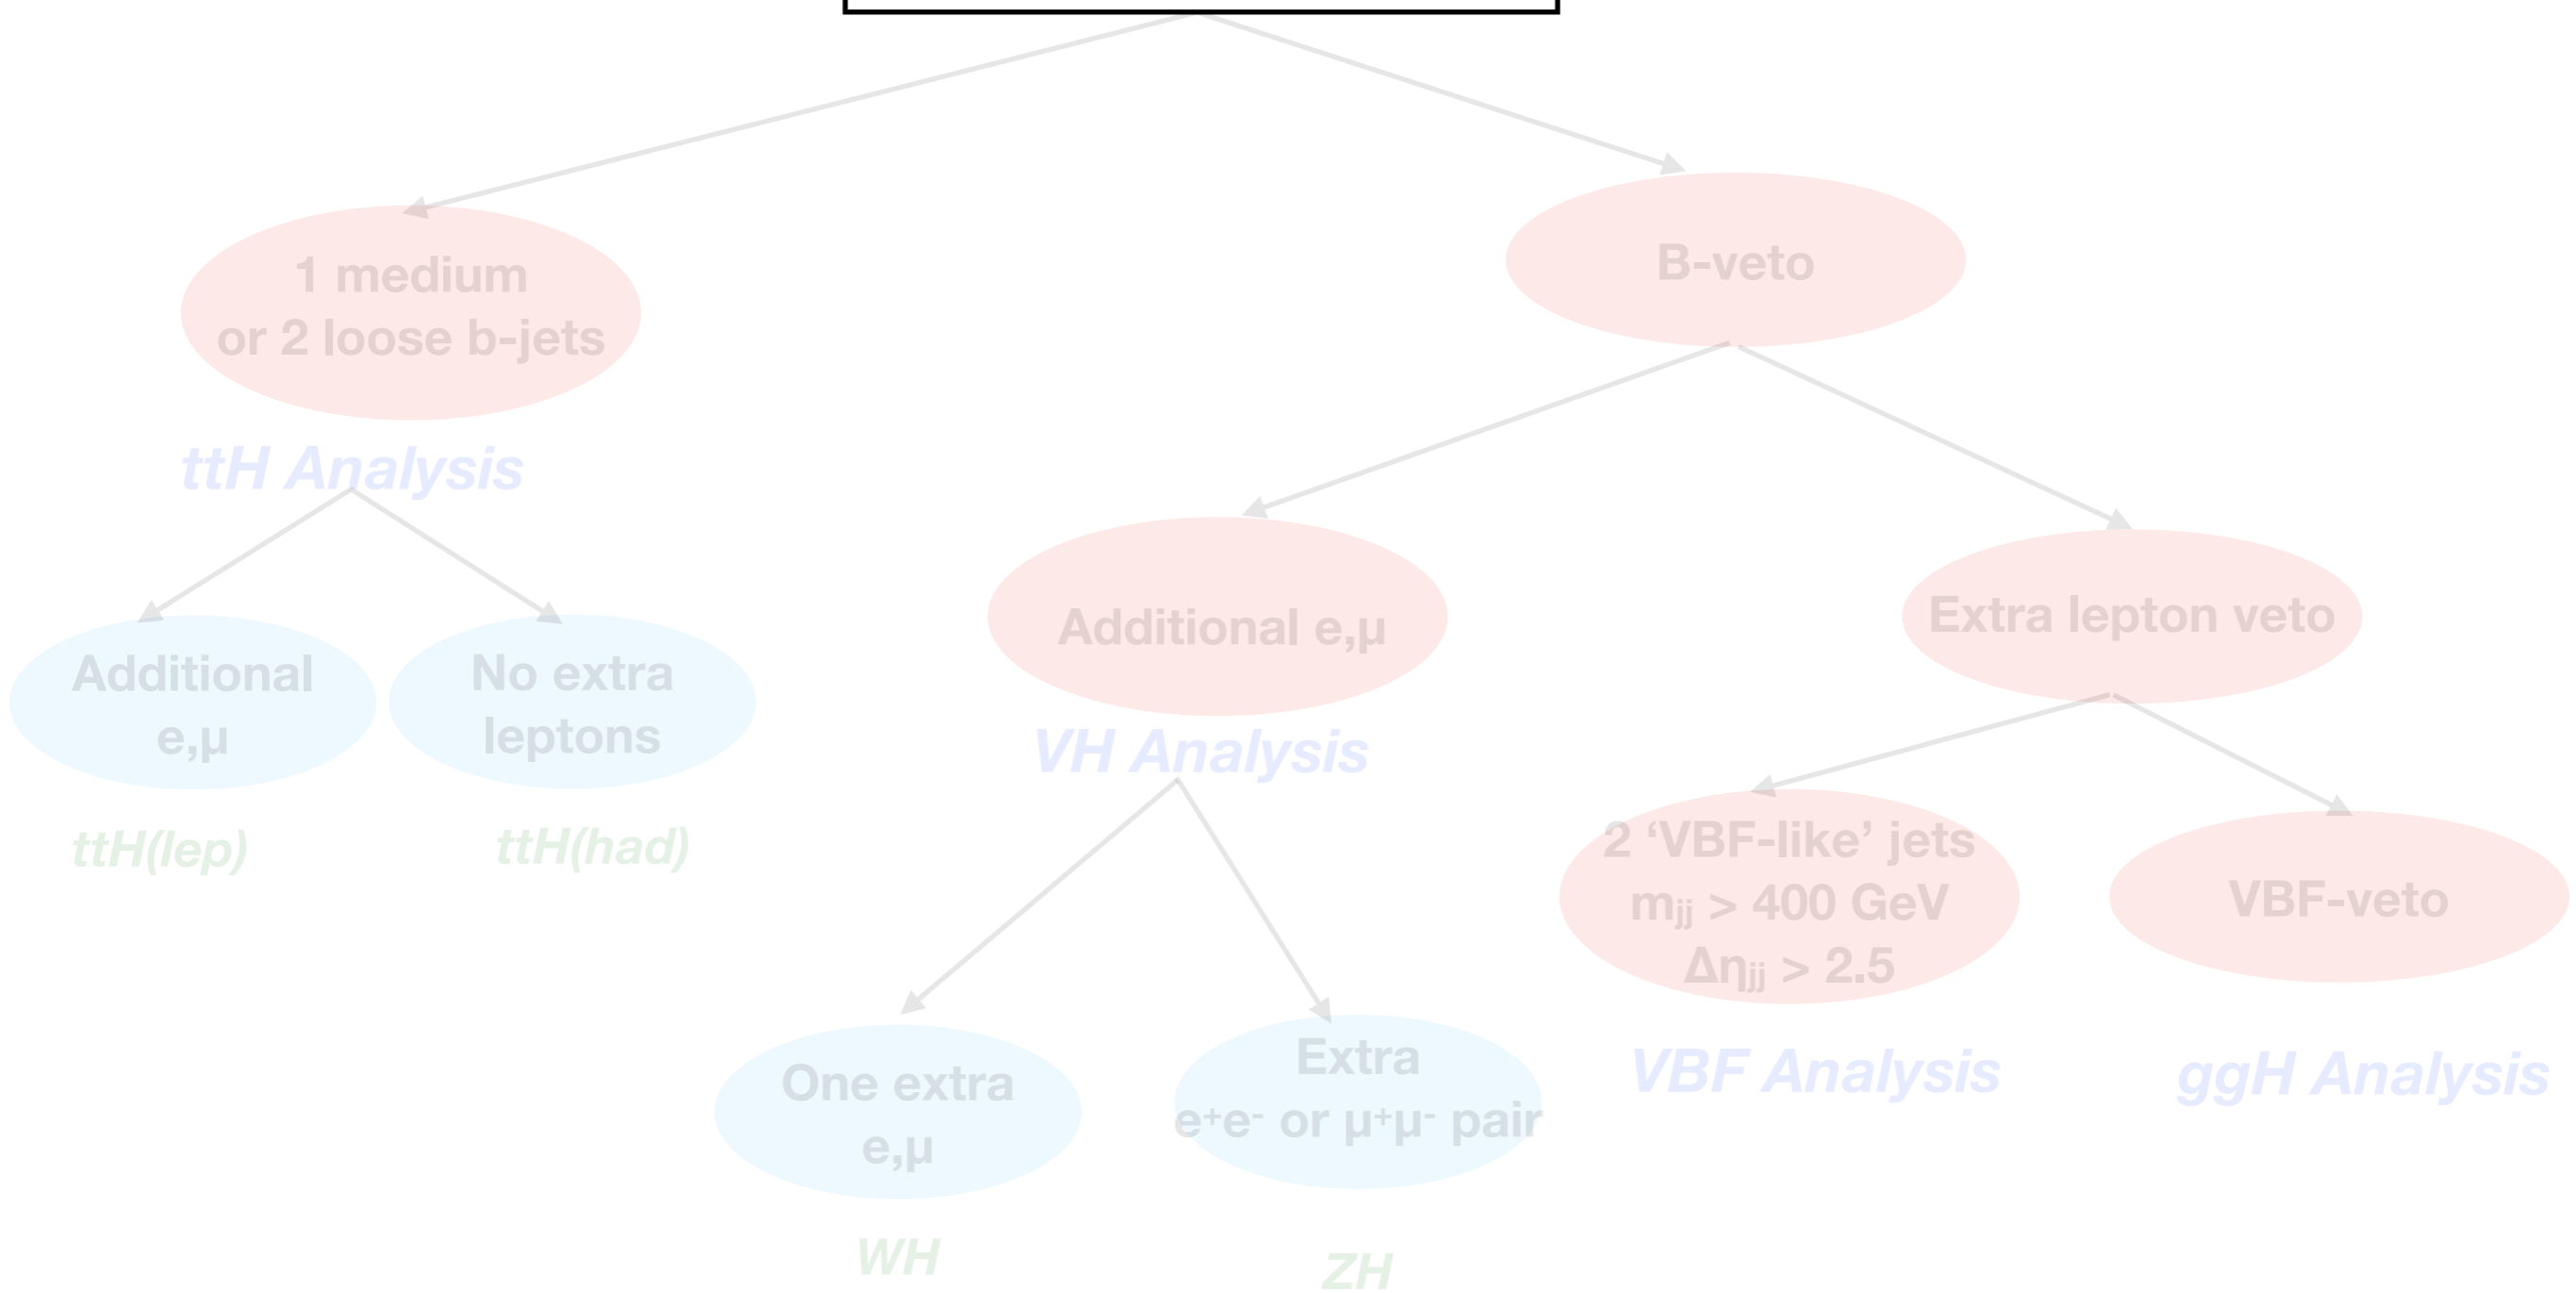 1 medium
or 2 loose b-jets
B-veto
ttH Analysis
Additional e,μ
Extra lepton veto
Additional
e,μ
No extra
leptons
VH Analysis
ttH(lep)
ttH(had)
2 ‘VBF-like’ jets
mjj > 400 GeV
Δηjj > 2.5
VBF-veto
One extra
e,μ
Extra
e⁺e⁻ or μ⁺μ⁻ pair
VBF Analysis
ggH Analysis
WH
ZH